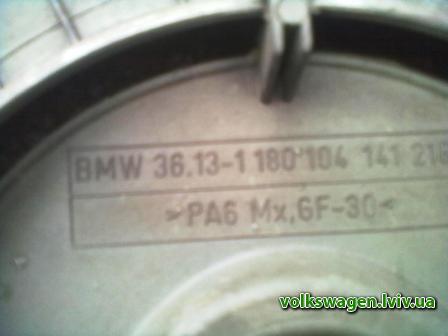 BMW 36.13-1 180 104 141 216
>PA6 Mx,GF-30<
volkswagen.lviv.ua